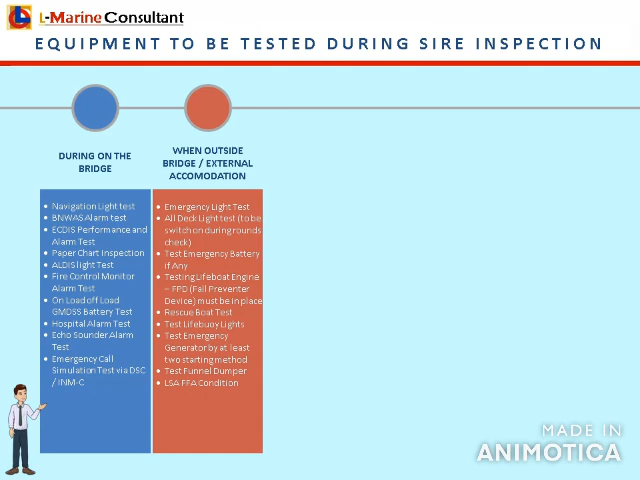 L-Marine Consultant
EQUIPMENT TO BE TESTED DURING SIRE INSPECTION
DURING ON THE
BRIDGE
• Navigation Light test
• BNWAS Alarm test
• ECDIS Performance and
Alarm Test
• Paper Chart Inspection
• ALDIS light Test
• Fire Control Monitor
Alarm Test
• On Load off Load
GMDSS Battery Test
• Hospital Alarm Test
• Echo Sounder Alarm
Test
• Emergency Call
Simulation Test via DSC
/ INM-C
WHEN OUTSIDE
BRIDGE / EXTERNAL
ACCOMODATION
• Emergency Light Test
• All Deck Light test (to be
switch on during rounds
check)
• Test Emergency Battery
if Any
• Testing Lifeboat Engine
– FPD (Fall Preventer
Device) must be in place
• Rescue Boat Test
• Test Lifebuoy Lights
• Test Emergency
Generator by at least
two starting method
• Test Funnel Dumper
• LSA FFA Condition
MADE IN
ANIMOTICA